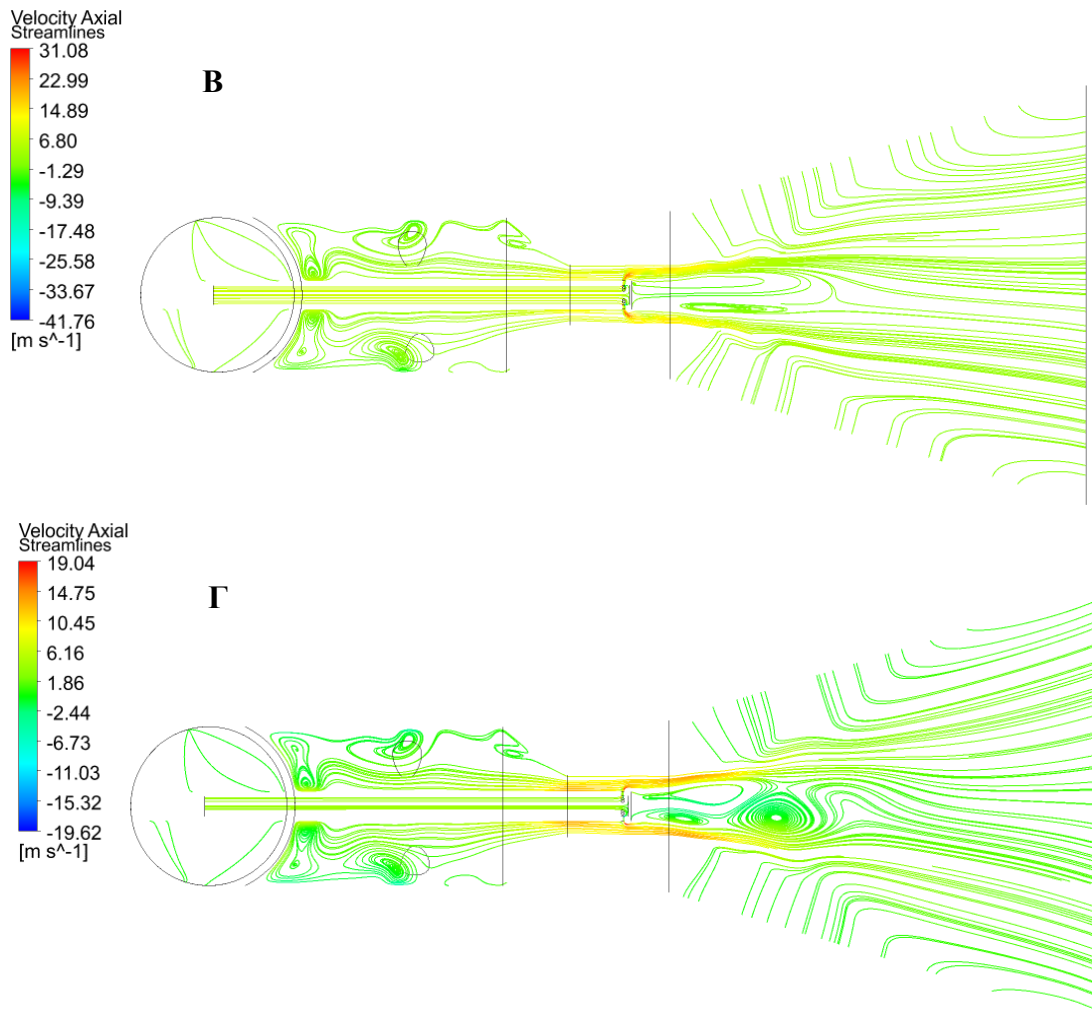 Velocity Axial
Streamlines
31.08
22.99
14.89
6.80
-1.29
-9.39
-17.48
-25.58
-33.67
-41.76
[m s^-1]
В
Velocity Axial
Streamlines
19.04
14.75
10.45
6.16
1.86
-2.44
-6.73
-11.03
-15.32
-19.62
[m s^-1]
Г